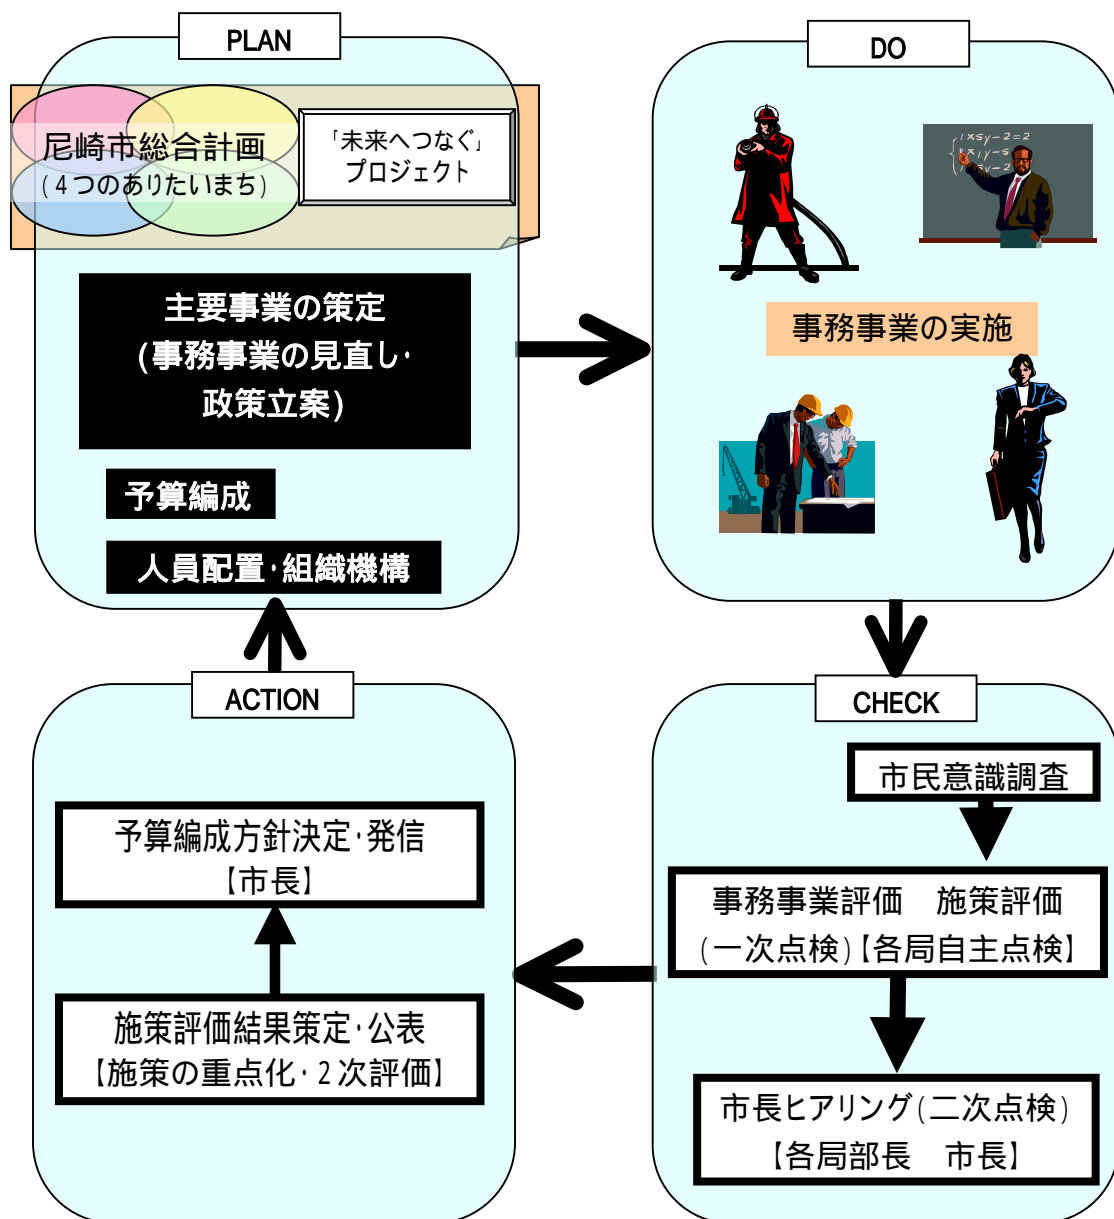 PLAN
尼崎市総合計画
(4つのありたいまち)
「未来へつなぐ」
プロジェクト
主要事業の策定
(事務事業の見直し・
政策立案)
予算編成
人員配置・組織機構
DO
事務事業の実施
CHECK
市民意識調査
事務事業評価　施策評価
(一次点検)【各局自主点検】
市長ヒアリング(二次点検)
【各局部長　市長】
ACTION
予算編成方針決定・発信
【市長】
施策評価結果策定・公表
【施策の重点化・2次評価】